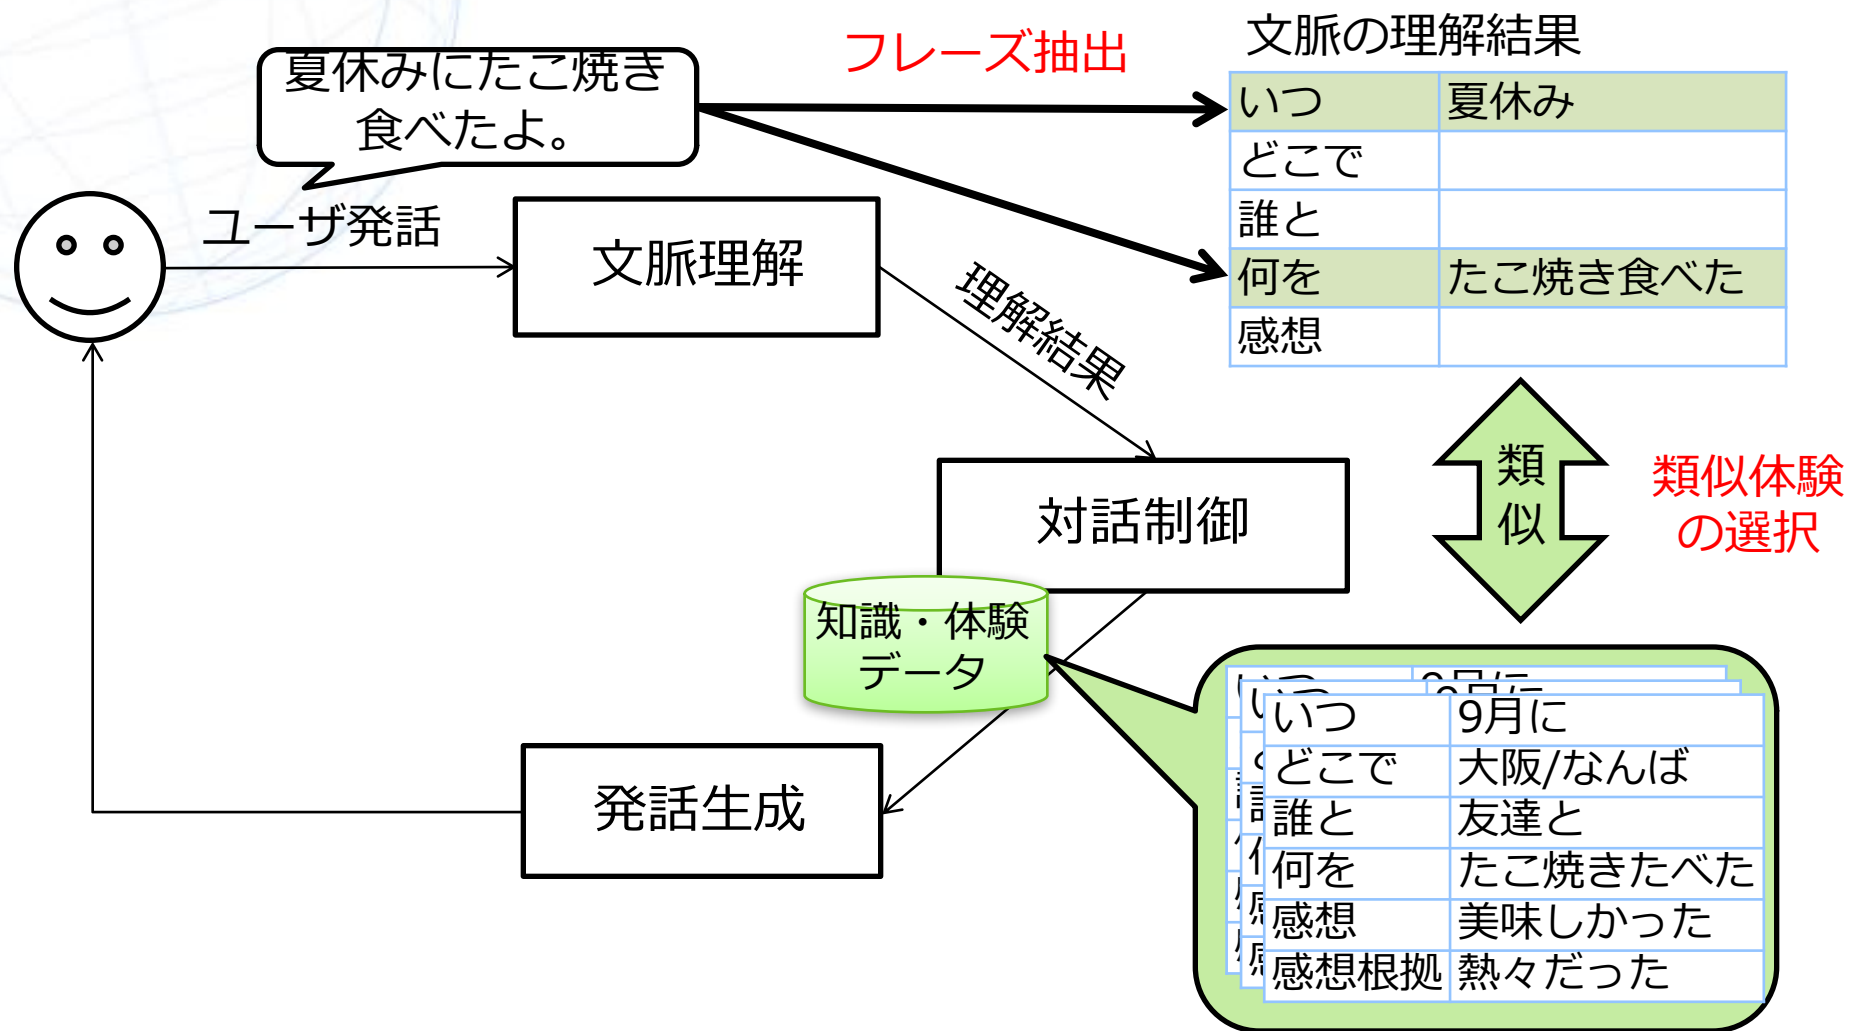 文脈の理解結果
フレーズ抽出
夏休みにたこ焼き
食べたよ。
いつ 夏休み
どこで
誰と
何を たこ焼き食べた
感想
ユーザ発話
文脈理解
理解結果
対話制御
類
似
類似体験
の選択
知識・体験
データ
発話生成
いつ 9月に
どこで 大阪/なんば
誰と 友達と
何を たこ焼きたべた
感想 美味しかった
感想根拠 熱々だった